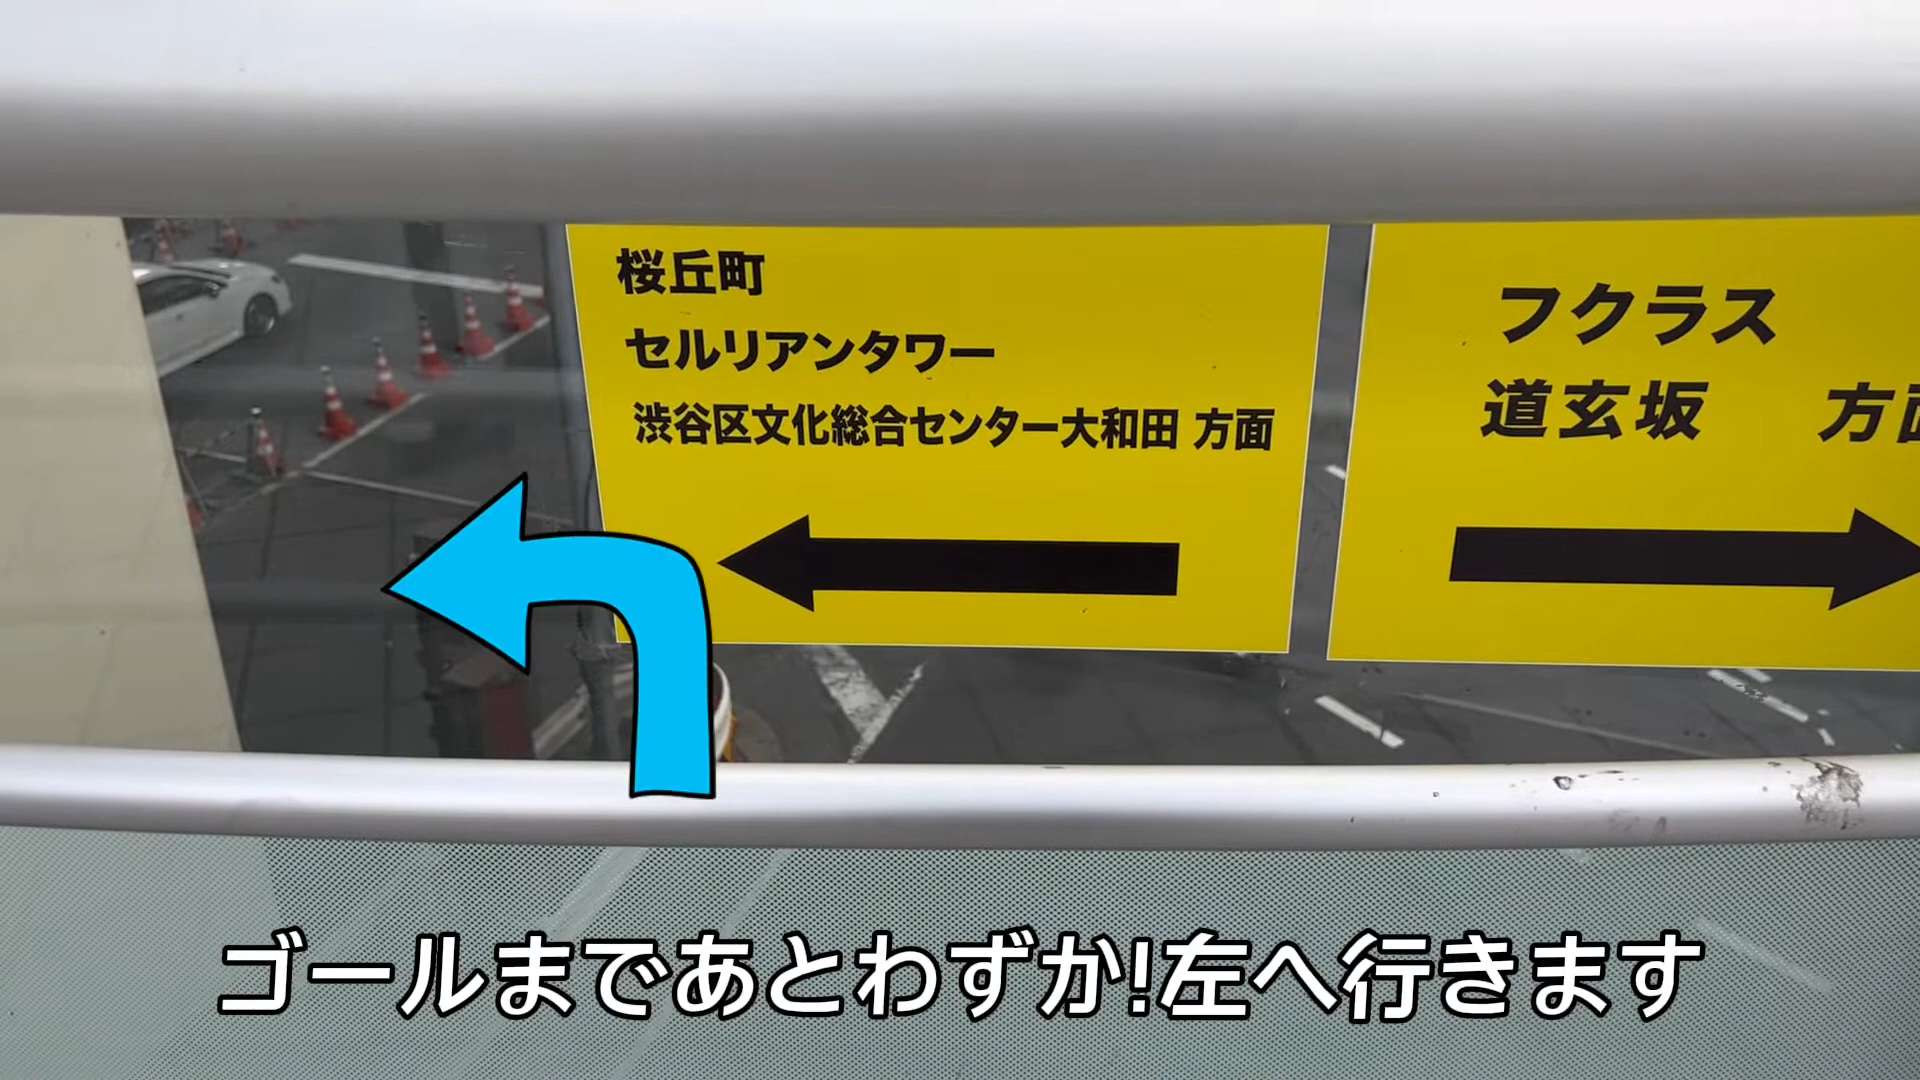 桜丘町
セルリアンタワー
渋谷区文化総合センター大和田 方面
フクラス
道玄坂 方面
ゴールまであとわずか!左へ行きます